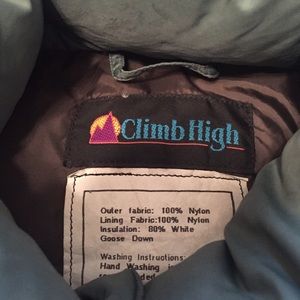 Climb High
Outer fabric: 100% Nylon
Lining Fabric:100% Nylon
Insulation: 80% White
Goose Down
Washing Instructions:
Hand Washing is